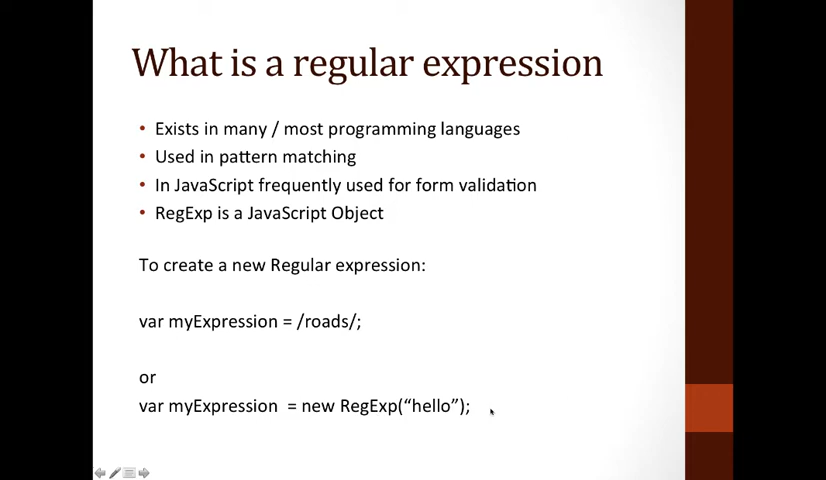 What is a regular expression
• Exists in many / most programming languages
• Used in pattern matching
• In JavaScript frequently used for form validation
• RegExp is a JavaScript Object
To create a new Regular expression:
var myExpression = /roads/;
or
var myExpression  = new RegExp(“hello”);